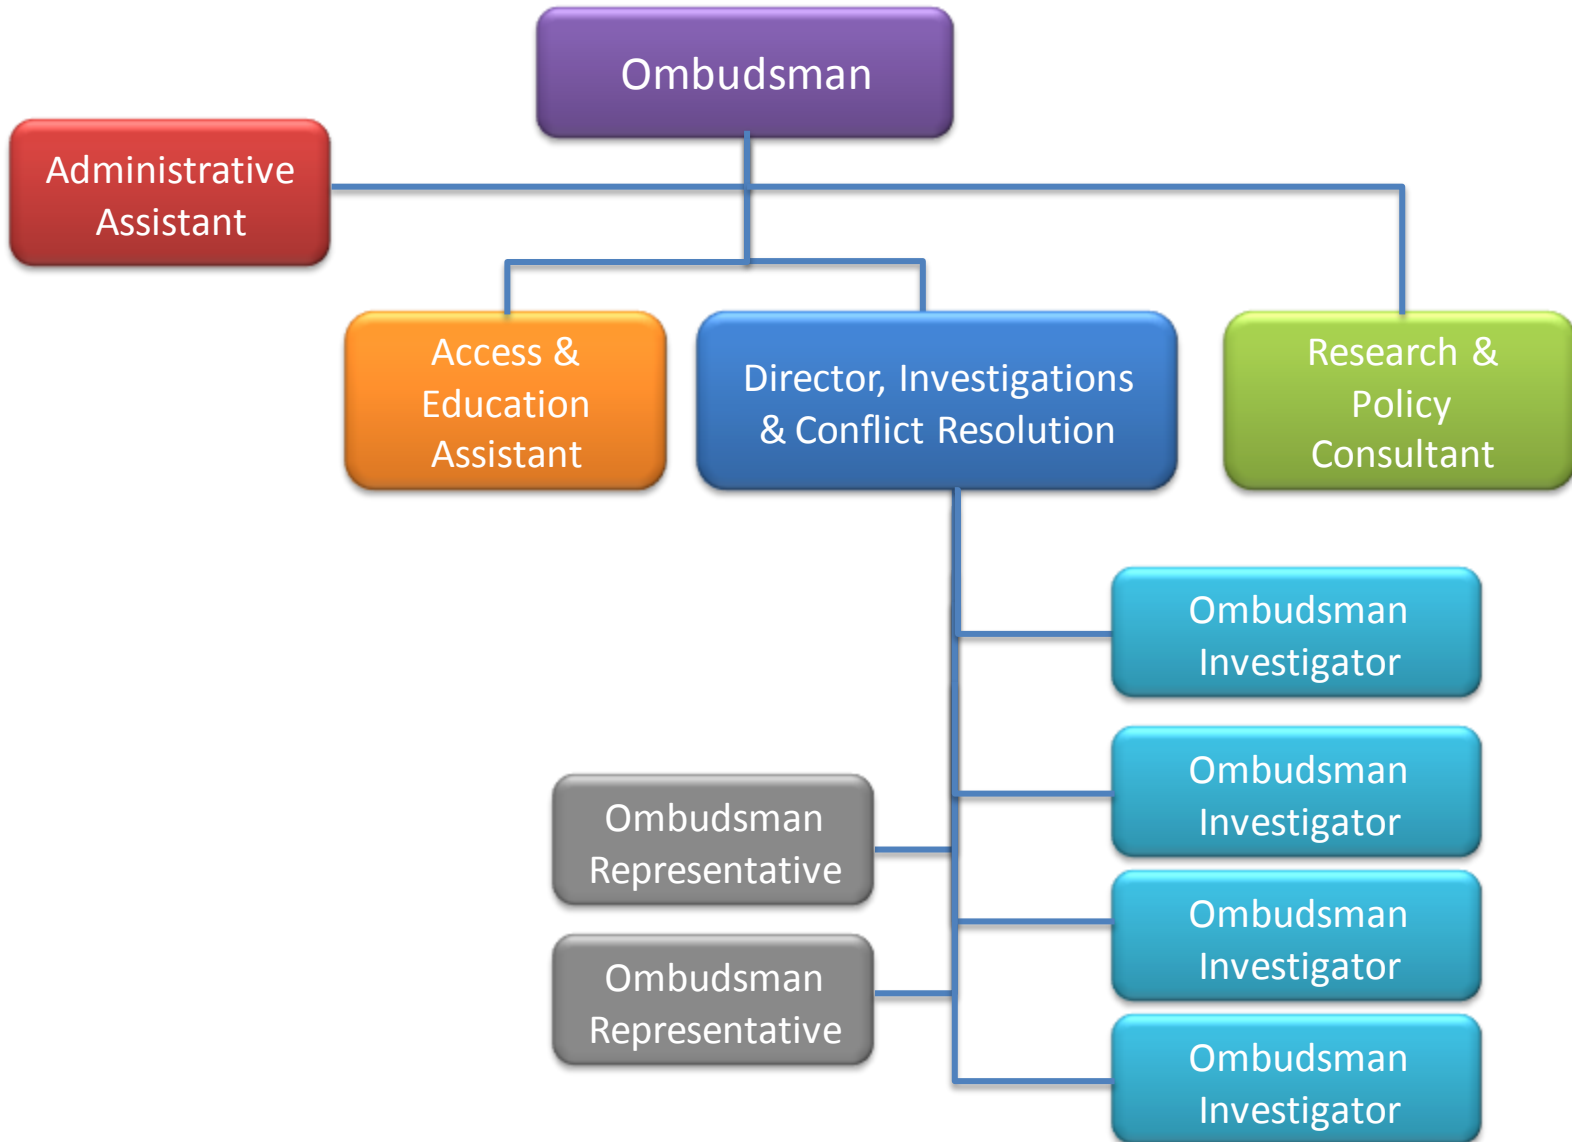 Ombudsman
Administrative
Assistant
Access &
Education
Assistant
Director, Investigations
& Conflict Resolution
Research &
Policy
Consultant
Ombudsman
Investigator
Ombudsman
Investigator
Ombudsman
Representative
Ombudsman
Investigator
Ombudsman
Representative
Ombudsman
Investigator